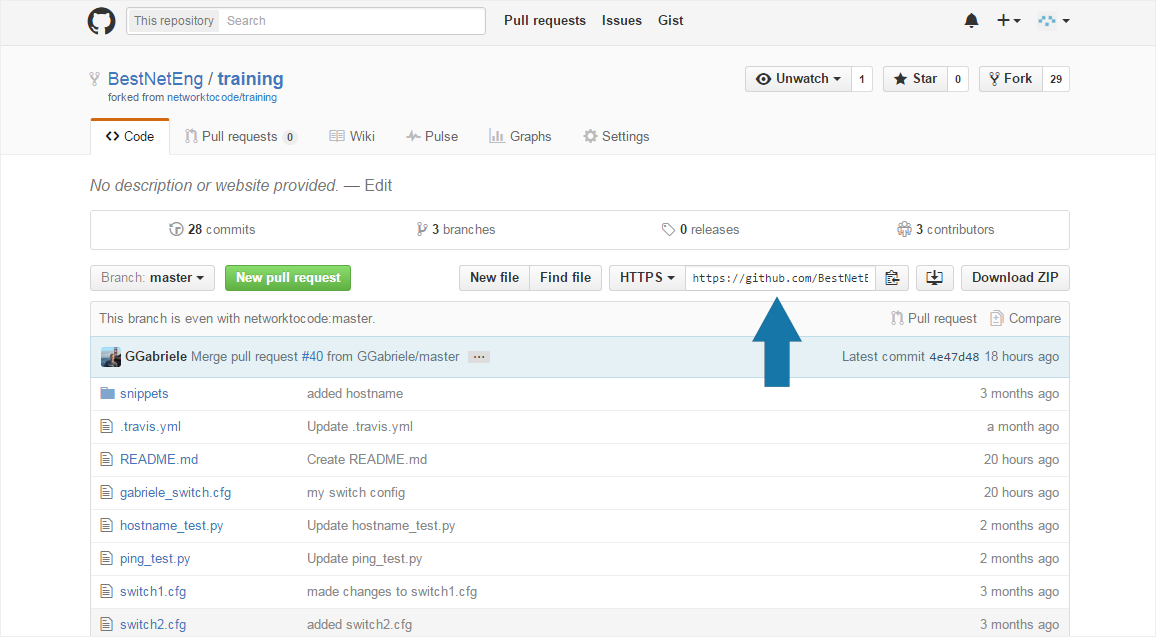 This repository Search Pull requests Issues Gist
BestNetEng / training Unwatch 1 Star 0 Fork 29
forked from networktocode/training
Code Pull requests 0 Wiki Pulse Graphs Settings
No description or website provided. — Edit
28 commits 3 branches 0 releases 3 contributors
Branch: master New pull request New file Find file HTTPS https://github.com/BestNetE Download ZIP
This branch is even with networktocode:master. Pull request Compare
GGabriele Merge pull request #40 from GGabriele/master ... Latest commit 4e47d48 18 hours ago
snippets added hostname 3 months ago
.travis.yml Update .travis.yml a month ago
README.md Create README.md 20 hours ago
gabriele_switch.cfg my switch config 20 hours ago
hostname_test.py Update hostname_test.py 2 months ago
ping_test.py Update ping_test.py 2 months ago
switch1.cfg made changes to switch1.cfg 3 months ago
switch2.cfg added switch2.cfg 3 months ago